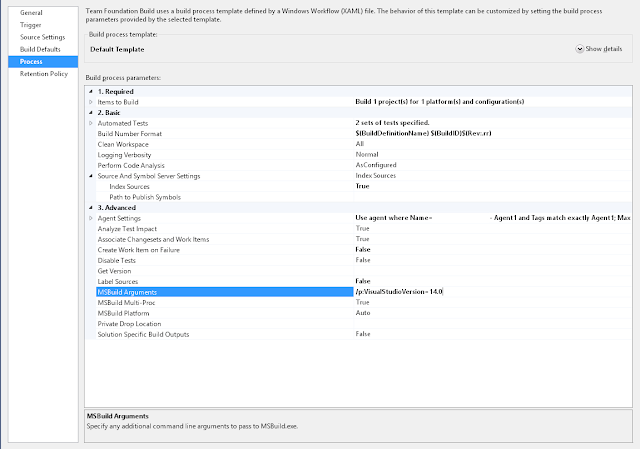 General
Trigger
Source Settings
Build Defaults
Process
Retention Policy
Team Foundation Build uses a build process template defined by a Windows Workflow (XAML) file. The behavior of this template can be customized by setting the build process
parameters provided by the selected template.
Build process template:
Default Template
Show details
Build process parameters:
1. Required
Items to Build Build 1 project(s) for 1 platform(s) and configuration(s)
2. Basic
Automated Tests 2 sets of tests specified.
Build Number Format $(BuildDefinitionName) $(BuildID)$(Rev:.rr)
Clean Workspace All
Logging Verbosity Normal
Perform Code Analysis AsConfigured
Source And Symbol Server Settings Index Sources
Index Sources True
Path to Publish Symbols
3. Advanced
Agent Settings Use agent where Name= - Agent1 and Tags match exactly Agent1; Max
Analyze Test Impact True
Associate Changesets and Work Items True
Create Work Item on Failure False
Disable Tests False
Get Version
Label Sources False
MSBuild Arguments /p:VisualStudioVersion=14.0
MSBuild Multi-Proc True
MSBuild Platform Auto
Private Drop Location
Solution Specific Build Outputs False
MSBuild Arguments
Specify any additional command line arguments to pass to MSBuild.exe.